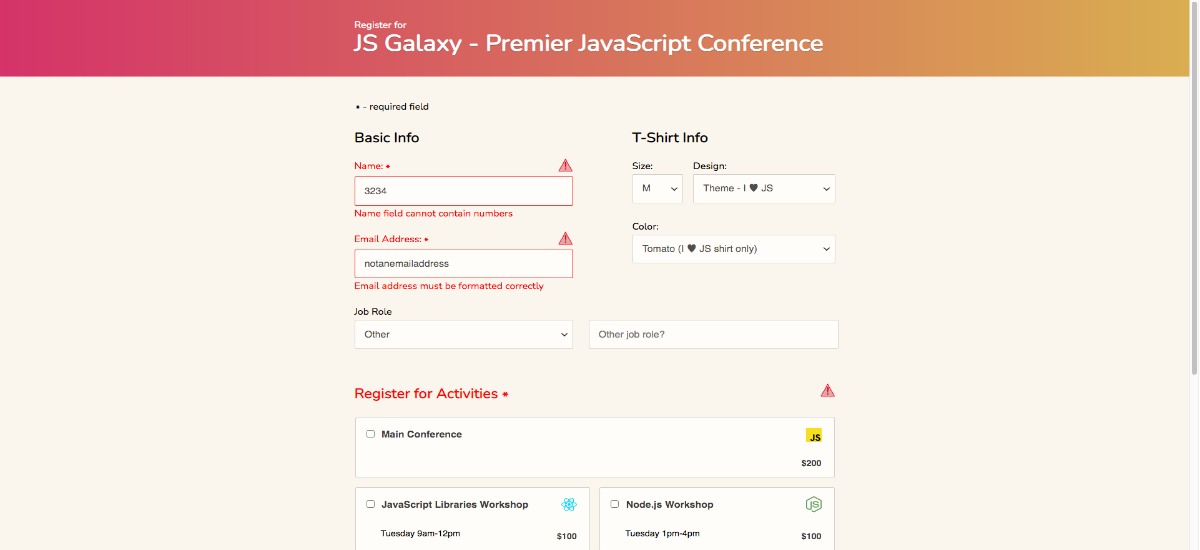 Register for
JS Galaxy - Premier JavaScript Conference
* - required field
Basic Info
Name: *
3234
Name field cannot contain numbers
Email Address: *
notanemailaddress
Email address must be formatted correctly
T-Shirt Info
Size:
M
Design:
Theme - I ♥ JS
Color:
Tomato (I ♥ JS shirt only)
Job Role
Other
Other job role?
Register for Activities *
Main Conference
JS
$200
JavaScript Libraries Workshop
Tuesday 9am-12pm
$100
Node.js Workshop
JS
Tuesday 1pm-4pm
$100